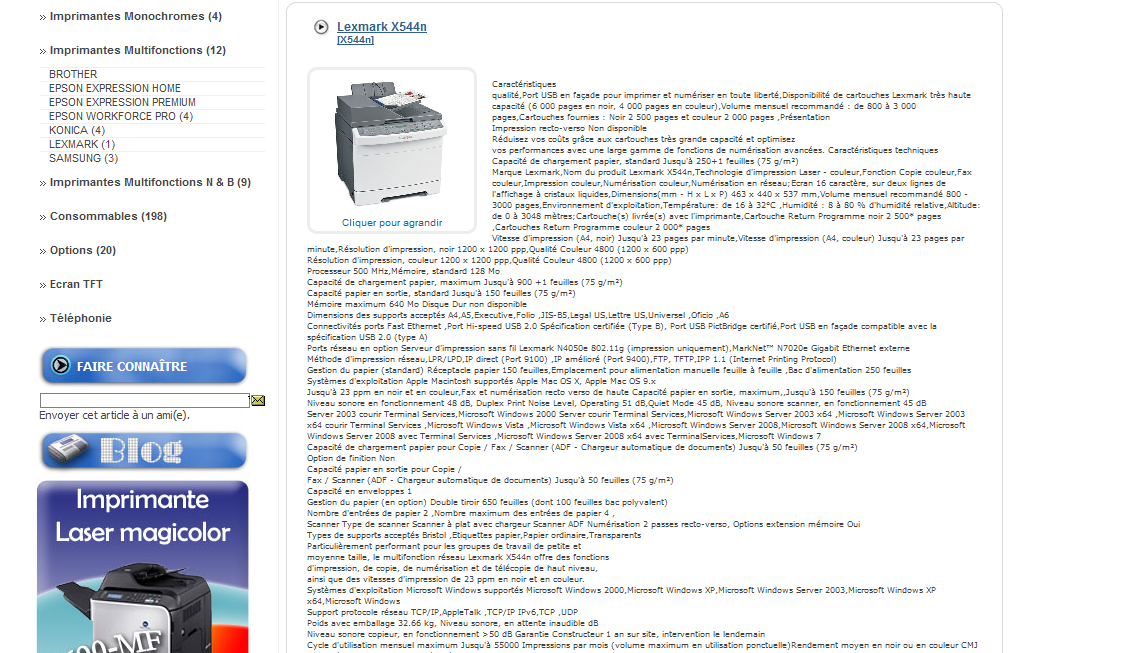 Imprimantes Monochromes (4)
Imprimantes Multifonctions (12)
BROTHER
EPSON EXPRESSION HOME
EPSON EXPRESSION PREMIUM
EPSON WORKFORCE PRO (4)
KONICA (4)
LEXMARK (1)
SAMSUNG (3)
Imprimantes Multifonctions N & B (9)
Consommables (198)
Options (20)
Ecran TFT
Téléphonie
FAIRE CONNAÎTRE
Envoyer cet article à un ami(e).
Blog
Imprimante
Laser magicolor
00-MF
Lexmark X544n
[X544n]
Cliquer pour agrandir
Caractéristiques
qualité,Port USB en façade pour imprimer et numériser en toute liberté,Disponibilité de cartouches Lexmark très haute
capacité (6 000 pages en noir, 4 000 pages en couleur),Volume mensuel recommandé : de 800 à 3 000
pages,Cartouches fournies : Noir 2 500 pages et couleur 2 000 pages ,Présentation
Impression recto-verso Non disponible
Réduisez vos coûts grâce aux cartouches très grande capacité et optimisez
vos performances avec une large gamme de fonctions de numérisation avancées. Caractéristiques techniques
Capacité de chargement papier, standard Jusqu'à 250+1 feuilles (75 g/m²)
Marque Lexmark,Nom du produit Lexmark X544n,Technologie d'impression Laser - couleur,Fonction Copie couleur,Fax
couleur,Impression couleur,Numérisation couleur,Numérisation en réseau;Ecran 16 caractère, sur deux lignes de
l'affichage à cristaux liquides,Dimensions(mm - H x L x P) 463 x 440 x 537 mm,Volume mensuel recommandé 800 -
3000 pages,Environnement d'exploitation,Température: de 16 à 32°C ,Humidité : 8 à 80 % d'humidité relative,Altitude:
de 0 à 3048 mètres;Cartouche(s) livrée(s) avec l'imprimante,Cartouche Return Programme noir 2 500* pages
,Cartouches Return Programme couleur 2 000* pages
Vitesse d'impression (A4, noir) Jusqu'à 23 pages par minute,Vitesse d'impression (A4, couleur) Jusqu'à 23 pages par
minute,Résolution d'impression, noir 1200 x 1200 ppp,Qualité Couleur 4800 (1200 x 600 ppp)
Résolution d'impression, couleur 1200 x 1200 ppp,Qualité Couleur 4800 (1200 x 600 ppp)
Processeur 500 MHz,Mémoire, standard 128 Mo
Capacité de chargement papier, maximum Jusqu'à 900 +1 feuilles (75 g/m²)
Capacité papier en sortie, standard Jusqu'à 150 feuilles (75 g/m²)
Mémoire maximum 640 Mo Disque Dur non disponible
Dimensions des supports acceptés A4,A5,Executive,Folio ,JIS-B5,Legal US,Lettre US,Universel ,Oficio ,A6
Connectivités ports Fast Ethernet ,Port Hi-speed USB 2.0 Spécification certifiée (Type B), Port USB PictBridge certifié,Port USB en façade compatible avec la
spécification USB 2.0 (type A)
Ports réseau en option Serveur d'impression sans fil Lexmark N4050e 802.11g (impression uniquement),MarkNet™ N7020e Gigabit Ethernet externe
Méthode d'impression réseau,LPR/LPD,IP direct (Port 9100) ,IP amélioré (Port 9400),FTP, TFTP,IPP 1.1 (Internet Printing Protocol)
Gestion du papier (standard) Réceptacle papier 150 feuilles,Emplacement pour alimentation manuelle feuille à feuille ,Bac d'alimentation 250 feuilles
Systèmes d'exploitation Apple Macintosh supportés Apple Mac OS X, Apple Mac OS 9.x
Jusqu'à 23 ppm en noir et en couleur,Fax et numérisation recto verso de haute Capacité papier en sortie, maximum,,Jusqu'à 150 feuilles (75 g/m²)
Niveau sonore en fonctionnement 48 dB, Duplex Print Noise Level, Operating 51 dB,Quiet Mode 45 dB, Niveau sonore scanner, en fonctionnement 45 dB
Server 2003 courir Terminal Services,Microsoft Windows 2000 Server courir Terminal Services,Microsoft Windows Server 2003 x64 ,Microsoft Windows Server 2003
x64 courir Terminal Services ,Microsoft Windows Vista ,Microsoft Windows Vista x64 ,Microsoft Windows Server 2008,Microsoft Windows Server 2008 x64,Microsoft
Windows Server 2008 avec Terminal Services ,Microsoft Windows Server 2008 x64 avec TerminalServices,Microsoft Windows 7
Capacité de chargement papier pour Copie / Fax / Scanner (ADF - Chargeur automatique de documents) Jusqu'à 50 feuilles (75 g/m²)
Option de finition Non
Capacité papier en sortie pour Copie /
Fax / Scanner (ADF - Chargeur automatique de documents) Jusqu'à 50 feuilles (75 g/m²)
Capacité en enveloppes 1
Gestion du papier (en option) Double tiroir 650 feuilles (dont 100 feuilles bac polyvalent)
Nombre d'entrées de papier 2 ,Nombre maximum des entrées de papier 4 ,
Scanner Type de scanner Scanner à plat avec chargeur Scanner ADF Numérisation 2 passes recto-verso, Options extension mémoire Oui
Types de supports acceptés Bristol ,Etiquettes papier,Papier ordinaire,Transparents
Particulièrement performant pour les groupes de travail de petite et
moyenne taille, le multifonction réseau Lexmark X544n offre des fonctions
d'impression, de copie, de numérisation et de télécopie de haut niveau,
ainsi que des vitesses d'impression de 23 ppm en noir et en couleur.
Systèmes d'exploitation Microsoft Windows supportés Microsoft Windows 2000,Microsoft Windows XP,Microsoft Windows Server 2003,Microsoft Windows XP
x64,Microsoft Windows
Support protocole réseau TCP/IP,AppleTalk ,TCP/IP IPv6,TCP ,UDP
Poids avec emballage 32.66 kg, Niveau sonore, en attente inaudible dB
Niveau sonore copieur, en fonctionnement >50 dB Garantie Constructeur 1 an sur site, intervention le lendemain
Cycle d'utilisation mensuel maximum Jusqu'à 55000 Impressions par mois (volume maximum en utilisation ponctuelle)Rendement moyen en noir ou en couleur CMJ